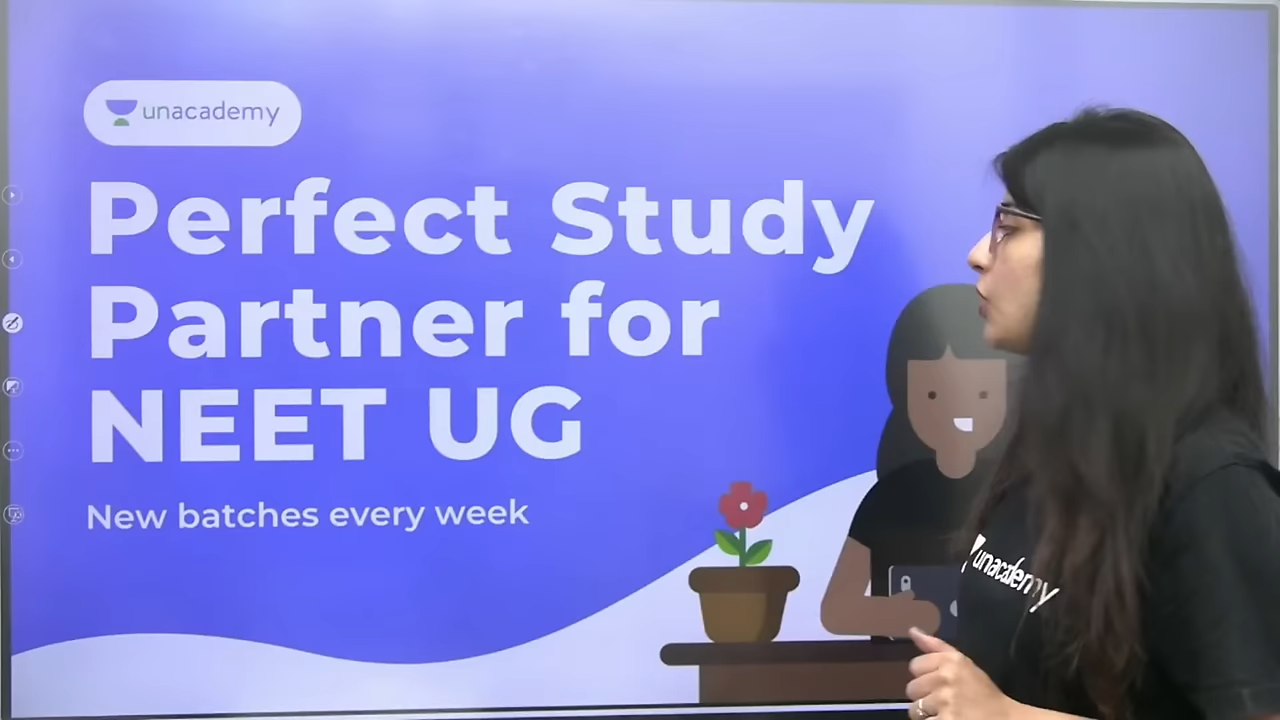 unacademy
Perfect Study
Partner for
NEET UG
New batches every week
unacademy